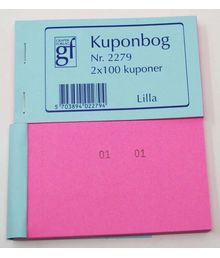 gf
Kuponbog
Nr. 2279
2x100 kuponer
5 703894 022794
Lilla
01 01